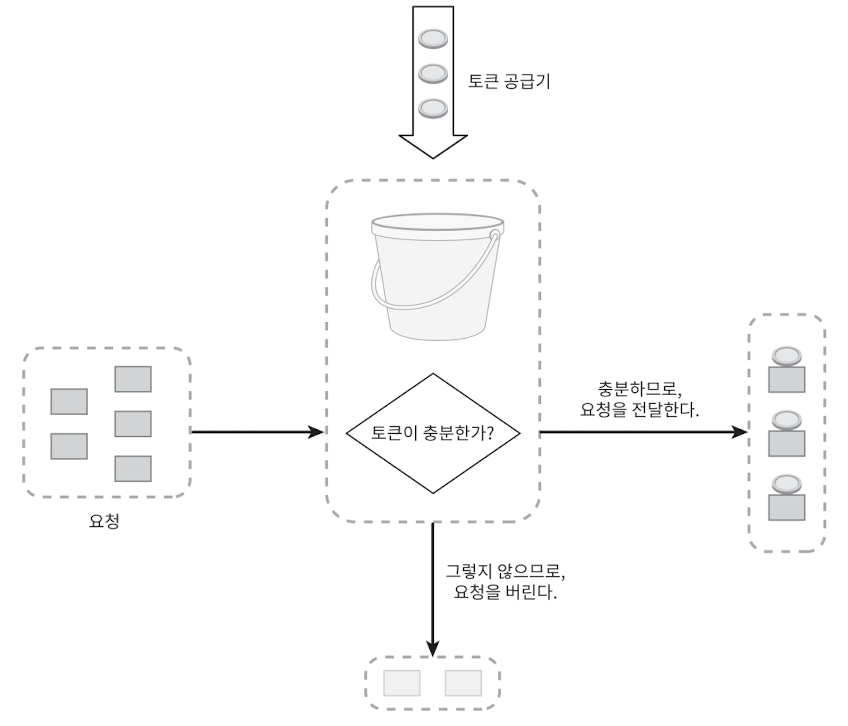 토큰 공급기
토큰이 충분한가?
충분하므로,
요청을 전달한다.
요청
그렇지 않으므로,
요청을 버린다.